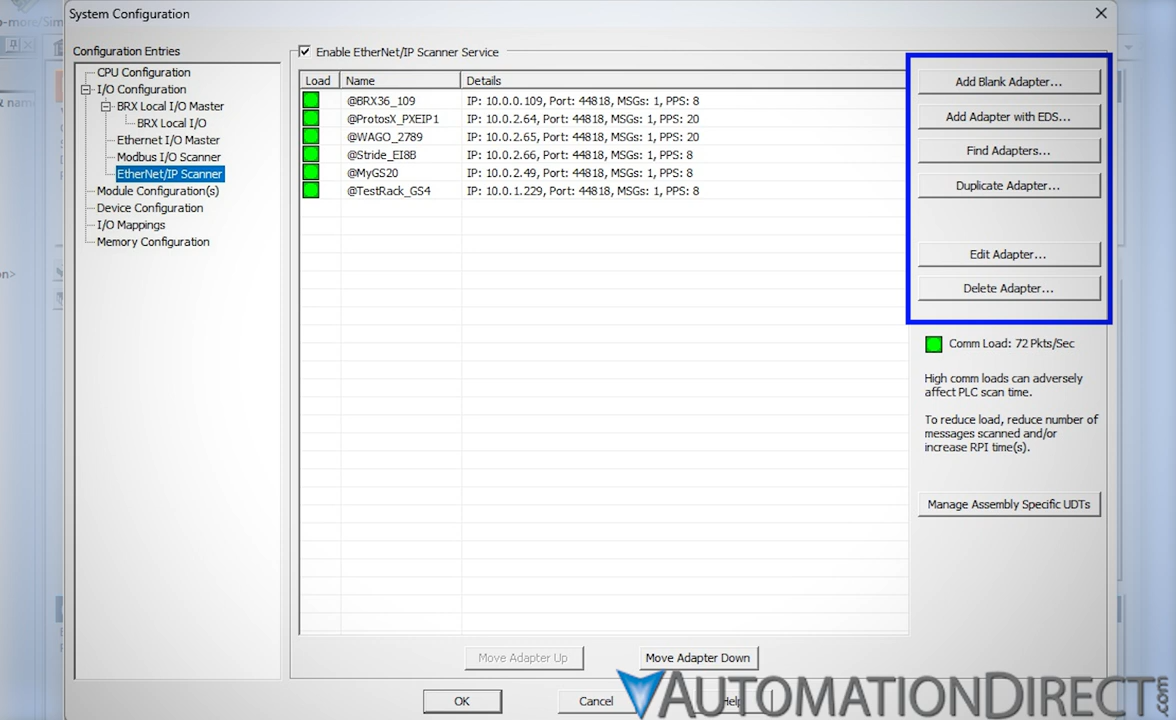 System Configuration
Configuration Entries
CPU Configuration
I/O Configuration
BRX Local I/O Master
BRX Local I/O
Ethernet I/O Master
Modbus I/O Scanner
EtherNet/IP Scanner
Module Configuration(s)
Device Configuration
I/O Mappings
Memory Configuration
Enable EtherNet/IP Scanner Service
Load Name Details
@BRX36_109 IP: 10.0.0.109, Port: 44818, MSGs: 1, PPS: 8
@ProtosX_PXEIP1 IP: 10.0.2.64, Port: 44818, MSGs: 1, PPS: 20
@WAGO_2789 IP: 10.0.2.65, Port: 44818, MSGs: 1, PPS: 20
@Stride_EI8B IP: 10.0.2.66, Port: 44818, MSGs: 1, PPS: 8
@MyGS20 IP: 10.0.2.49, Port: 44818, MSGs: 1, PPS: 8
@TestRack_GS4 IP: 10.0.1.229, Port: 44818, MSGs: 1, PPS: 8
Add Blank Adapter...
Add Adapter with EDS...
Find Adapters...
Duplicate Adapter...
Edit Adapter...
Delete Adapter...
Comm Load: 72 Pkts/Sec
High comm loads can adversely
affect PLC scan time.
To reduce load, reduce number of
messages scanned and/or
increase RPI time(s).
Manage Assembly Specific UDTs
Move Adapter Up Move Adapter Down
OK Cancel Help
AUTOMATIONDIRECT.com